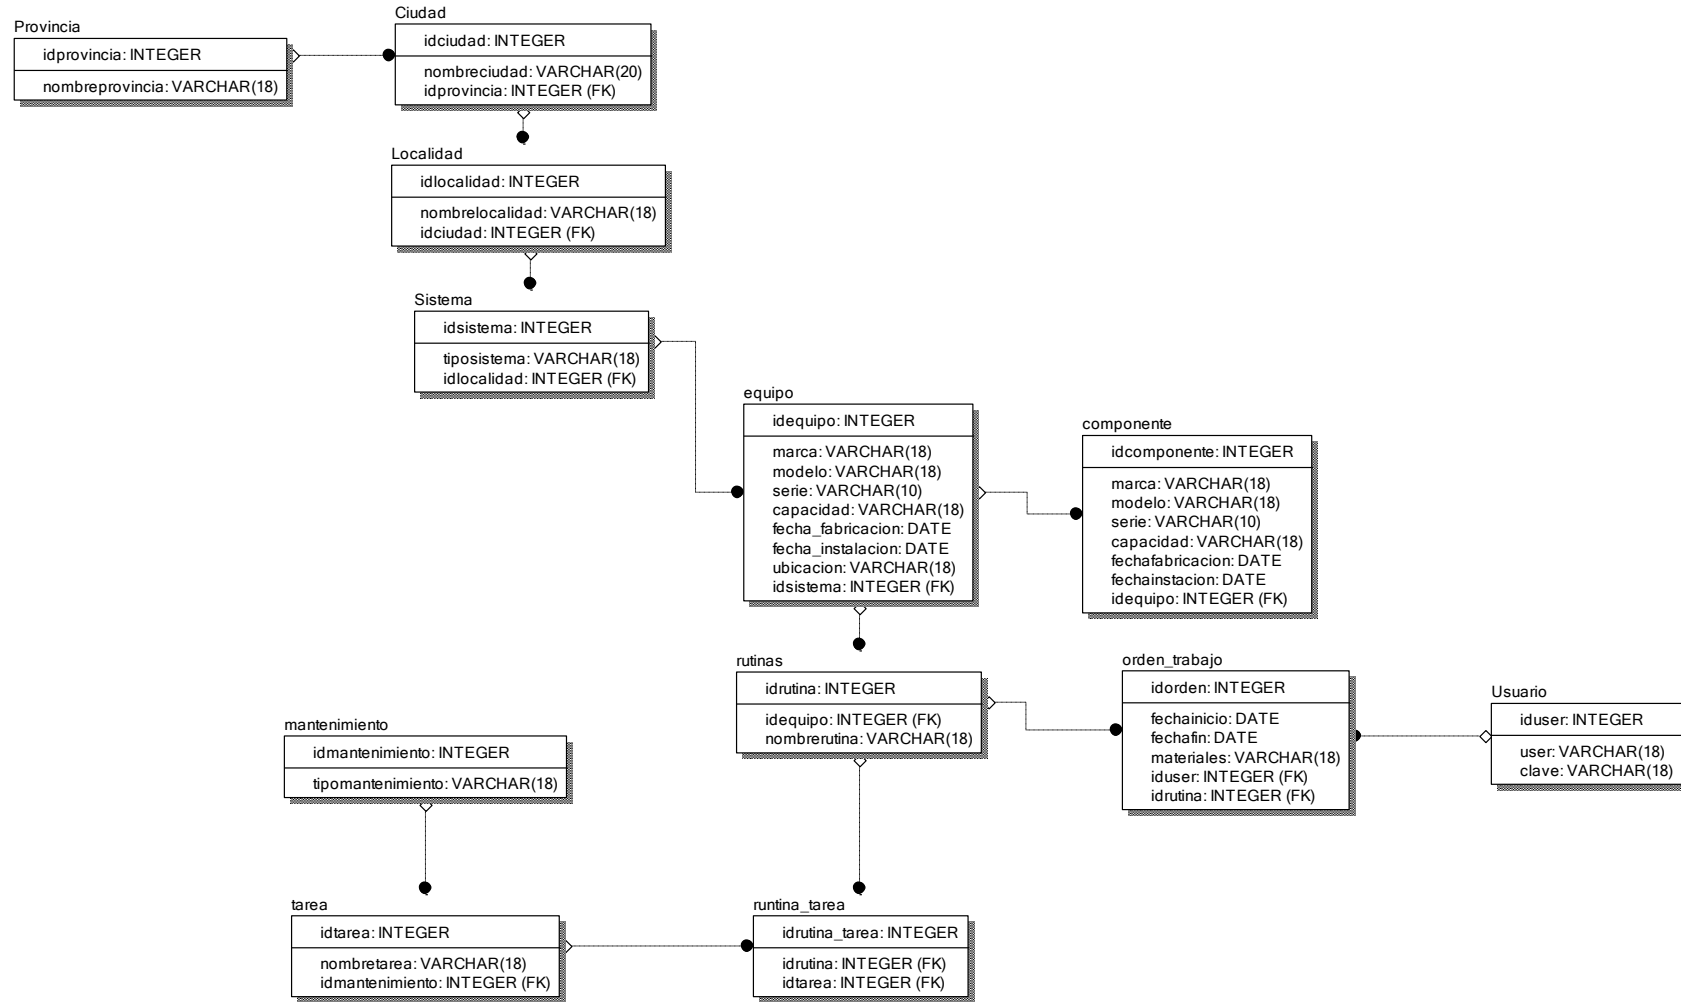 Provincia
idprovincia: INTEGER
nombreprovincia: VARCHAR(18)
Ciudad
idciudad: INTEGER
nombreciudad: VARCHAR(20)
idprovincia: INTEGER (FK)
Localidad
idlocalidad: INTEGER
nombrelocalidad: VARCHAR(18)
idciudad: INTEGER (FK)
Sistema
idsistema: INTEGER
tiposistema: VARCHAR(18)
idlocalidad: INTEGER (FK)
equipo
idequipo: INTEGER
marca: VARCHAR(18)
modelo: VARCHAR(18)
serie: VARCHAR(10)
capacidad: VARCHAR(18)
fecha_fabricacion: DATE
fecha_instalacion: DATE
ubicacion: VARCHAR(18)
idsistema: INTEGER (FK)
componente
idcomponente: INTEGER
marca: VARCHAR(18)
modelo: VARCHAR(18)
serie: VARCHAR(10)
capacidad: VARCHAR(18)
fechafabricacion: DATE
fechainstacion: DATE
idequipo: INTEGER (FK)
rutinas
idrutina: INTEGER
idequipo: INTEGER (FK)
nombrerutina: VARCHAR(18)
orden_trabajo
idorden: INTEGER
fechainicio: DATE
fechafin: DATE
materiales: VARCHAR(18)
iduser: INTEGER (FK)
idrutina: INTEGER (FK)
Usuario
iduser: INTEGER
user: VARCHAR(18)
clave: VARCHAR(18)
mantenimiento
idmantenimiento: INTEGER
tipomantenimiento: VARCHAR(18)
tarea
idtarea: INTEGER
nombretarea: VARCHAR(18)
idmantenimiento: INTEGER (FK)
runtina_tarea
idrutina_tarea: INTEGER
idrutina: INTEGER (FK)
idtarea: INTEGER (FK)